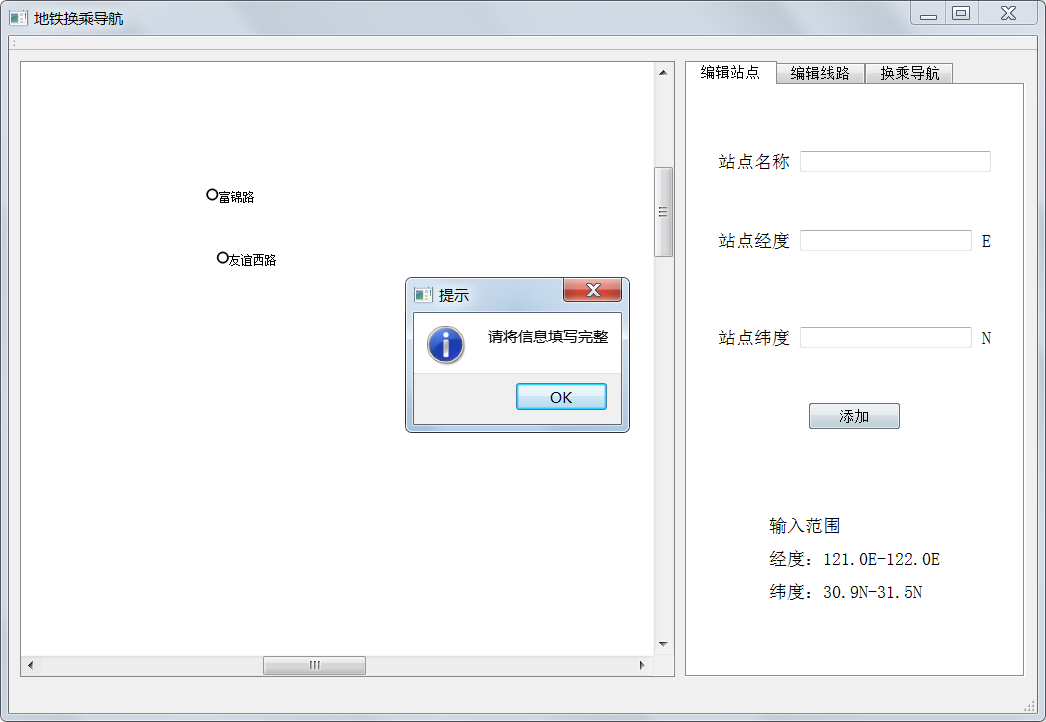 地铁换乘导航
编辑站点 编辑线路 换乘导航
富锦路
友谊西路
提示
请将信息填写完整
OK
站点名称
站点经度 E
站点纬度 N
添加
输入范围
经度: 121.0E-122.0E
纬度: 30.9N-31.5N